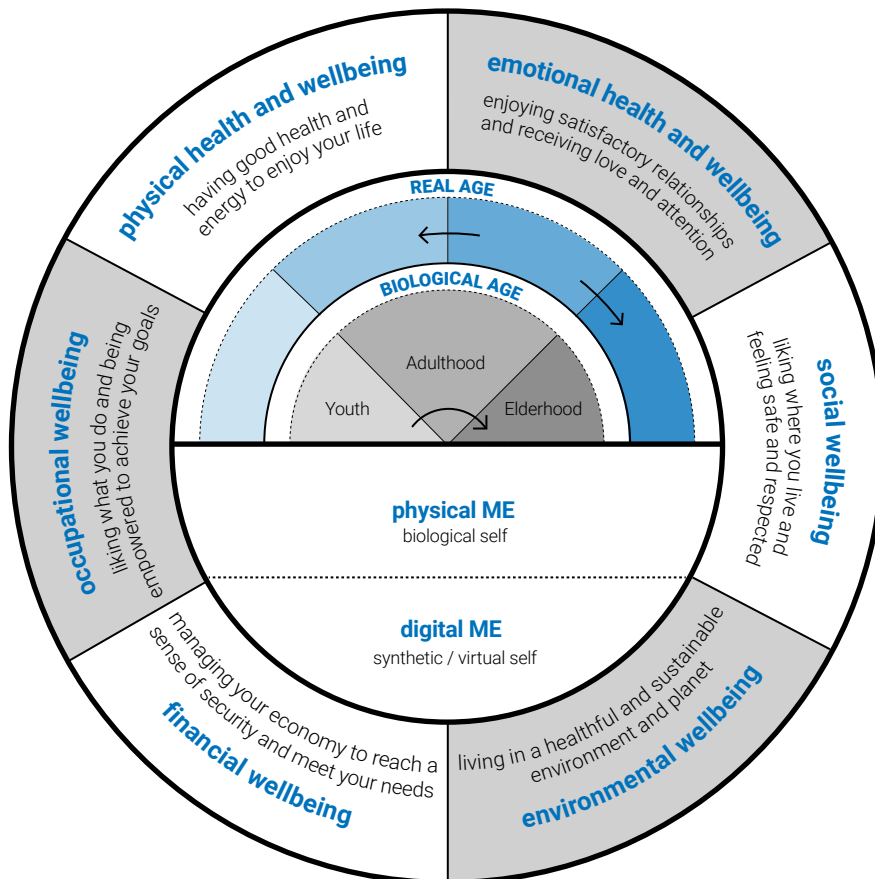 physical health and wellbeing
having good health and
energy to enjoy your life
emotional health and wellbeing
enjoying satisfactory relationships
and receiving love and attention
social wellbeing
liking where you live and
feeling safe and respected
environmental wellbeing
living in a healthful and sustainable
environment and planet
financial wellbeing
managing your economy to reach a
sense of security and meet your needs
occupational wellbeing
liking what you do and being
empowered to achieve your goals
REAL AGE
BIOLOGICAL AGE
Youth
Adulthood
Elderhood
physical ME
biological self
digital ME
synthetic / virtual self